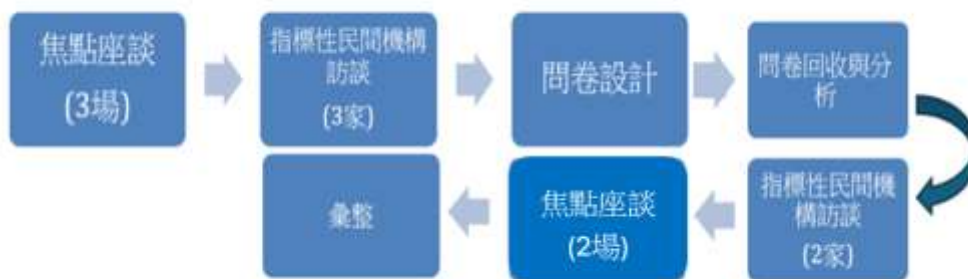 焦點座談
(3場)
指標性民間機構
訪談
(3家)
問卷設計
問卷回收與分
析
指標性民間機
構訪談
(2家)
焦點座談
(2場)
彙整